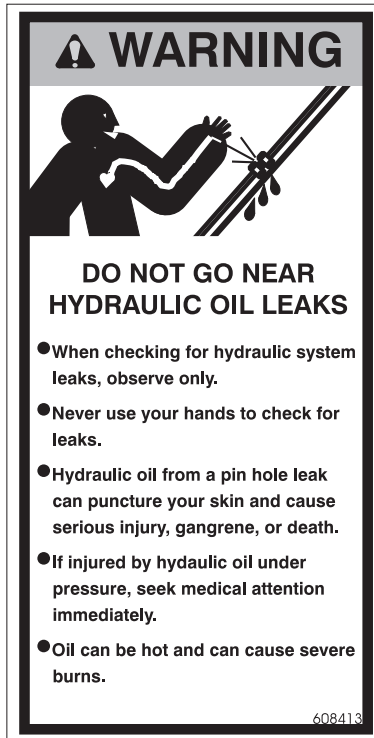 WARNING
DO NOT GO NEAR
HYDRAULIC OIL LEAKS
●When checking for hydraulic system
leaks, observe only.
●Never use your hands to check for
leaks.
●Hydraulic oil from a pin hole leak
can puncture your skin and cause
serious injury, gangrene, or death.
●If injured by hydaulic oil under
pressure, seek medical attention
immediately.
●Oil can be hot and can cause severe
burns.
608413